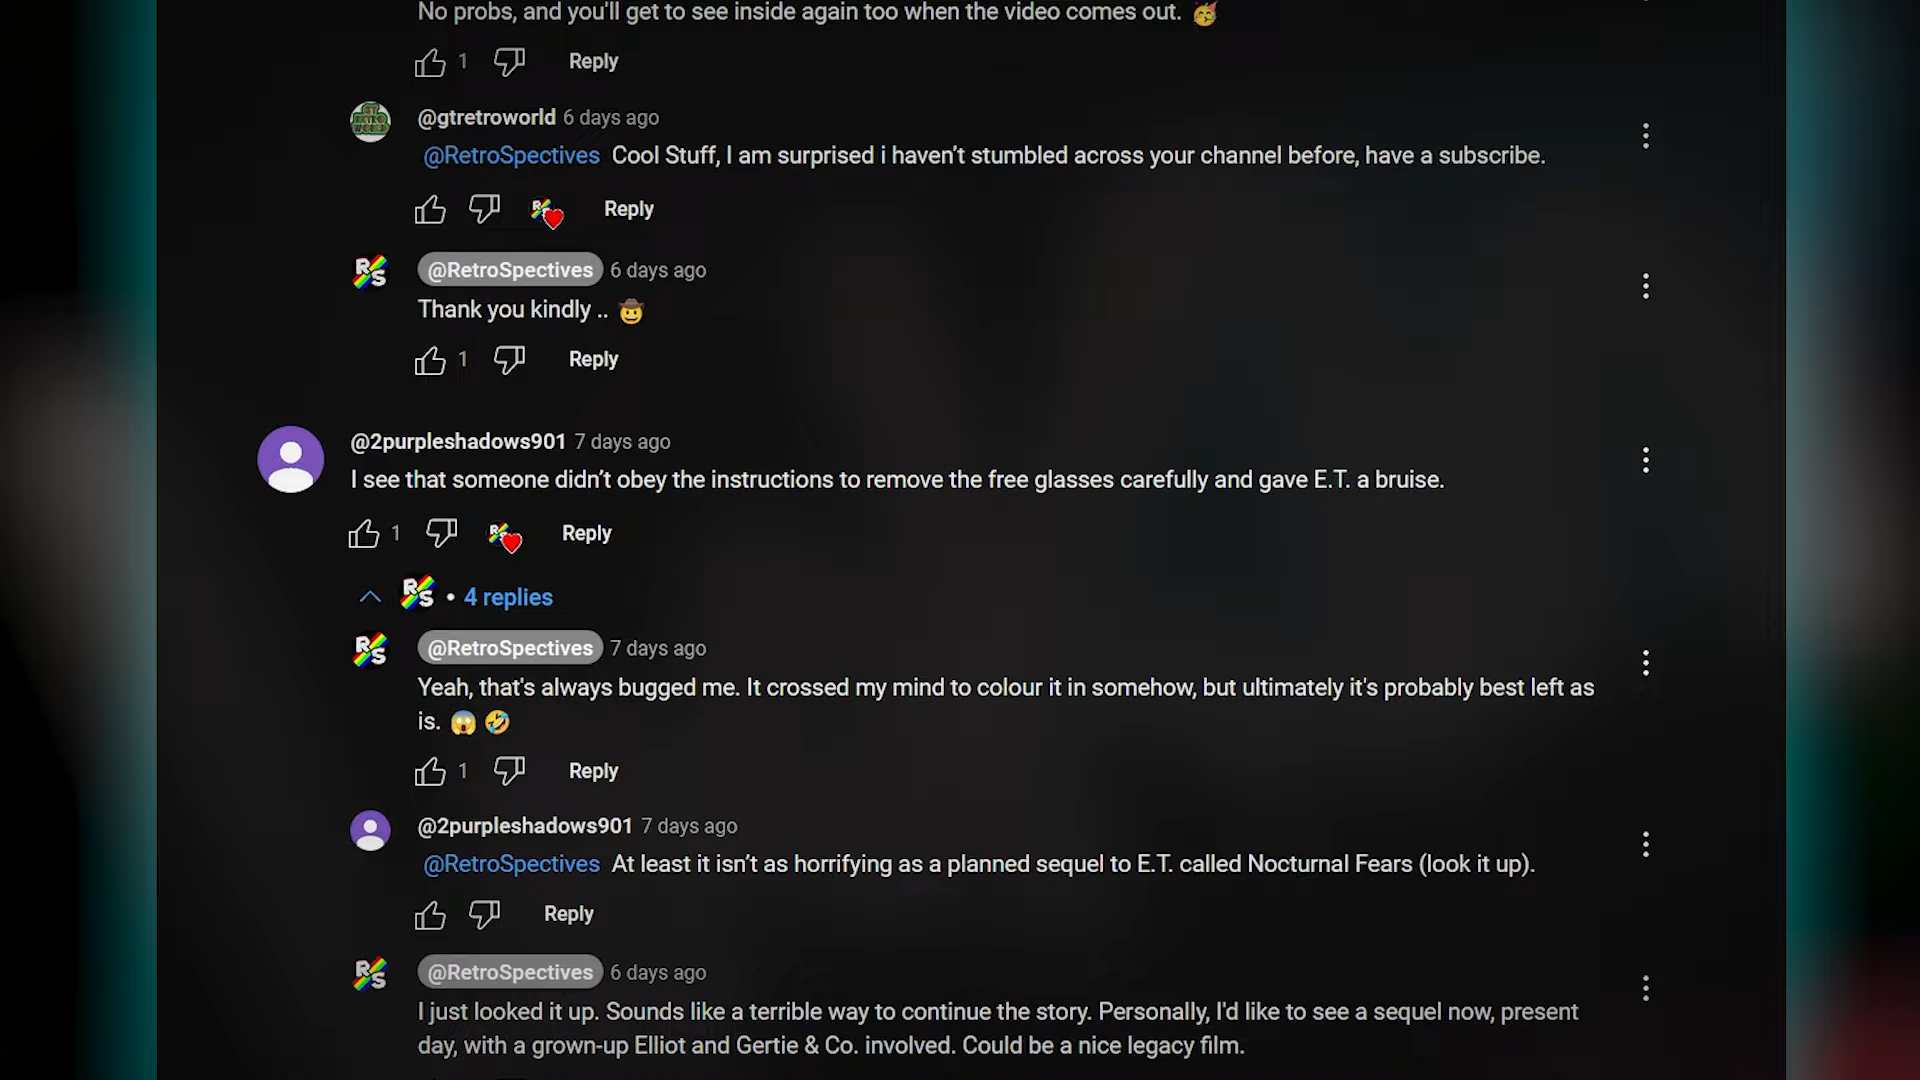 No probs, and you'll get to see inside again too when the video comes out. 🥳
1 Reply
@gtretroworld 6 days ago
@RetroSpectives Cool Stuff, I am surprised i haven’t stumbled across your channel before, have a subscribe.
Reply
@RetroSpectives 6 days ago
Thank you kindly .. 🤠
1 Reply
@2purpleshadows901 7 days ago
I see that someone didn’t obey the instructions to remove the free glasses carefully and gave E.T. a bruise.
1 Reply
RS • 4 replies
@RetroSpectives 7 days ago
Yeah, that's always bugged me. It crossed my mind to colour it in somehow, but ultimately it's probably best left as
is. 😱 🤣
1 Reply
@2purpleshadows901 7 days ago
@RetroSpectives At least it isn’t as horrifying as a planned sequel to E.T. called Nocturnal Fears (look it up).
Reply
@RetroSpectives 6 days ago
I just looked it up. Sounds like a terrible way to continue the story. Personally, I'd like to see a sequel now, present
day, with a grown-up Elliot and Gertie & Co. involved. Could be a nice legacy film.